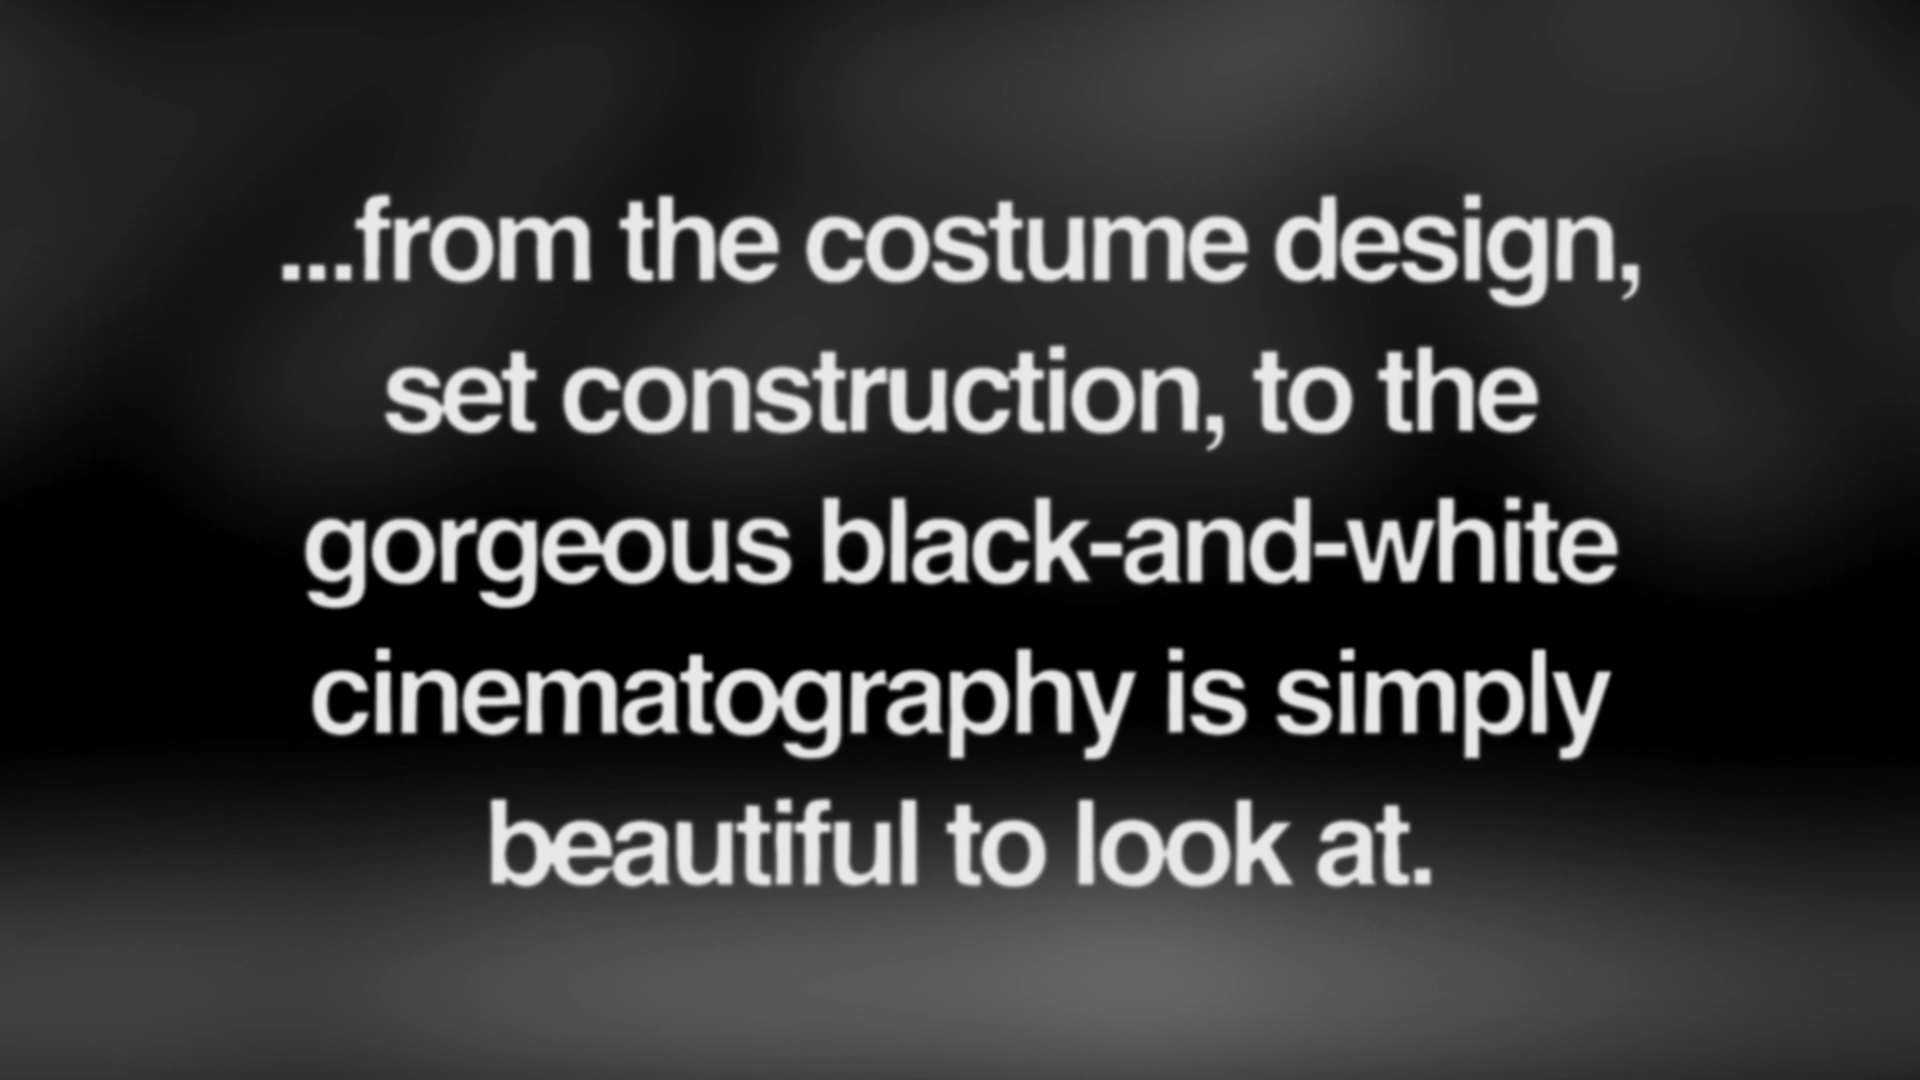 ...from the costume design,
set construction, to the
gorgeous black-and-white
cinematography is simply
beautiful to look at.